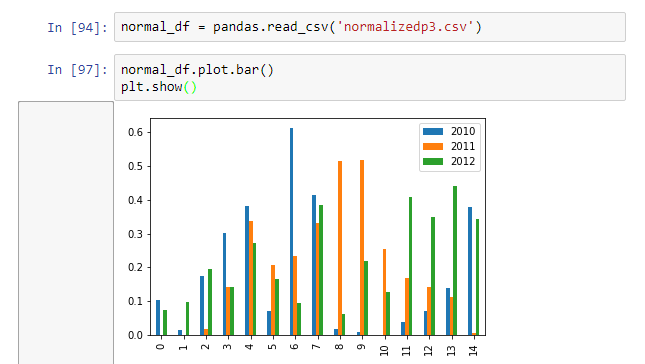 In [94]: normal_df = pandas.read_csv('normalizedp3.csv')
In [97]: normal_df.plot.bar()
plt.show()
2010
2011
2012
0.6
0.5
0.4
0.3
0.2
0.1
0.0
0 1 2 3 4 5 6 7 8 9 10 11 12 13 14